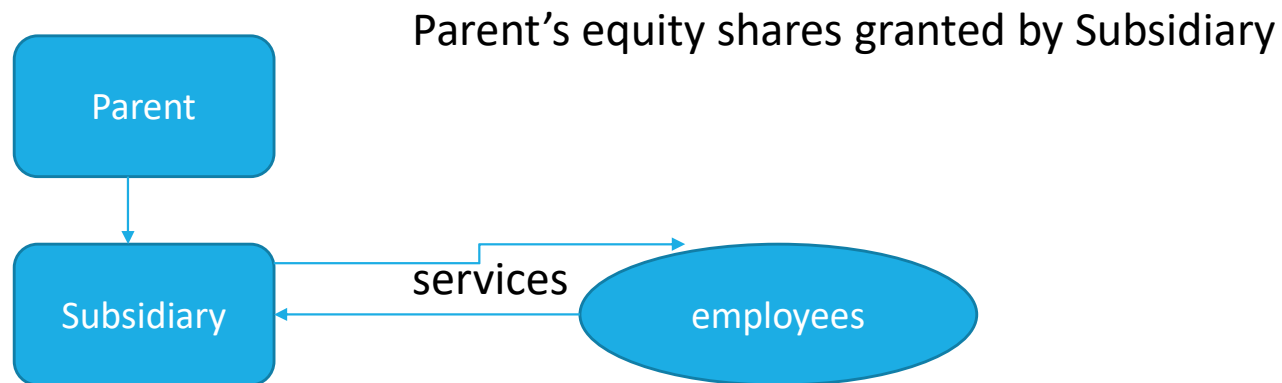 Parent’s equity shares granted by Subsidiary
Parent
services
Subsidiary
employees